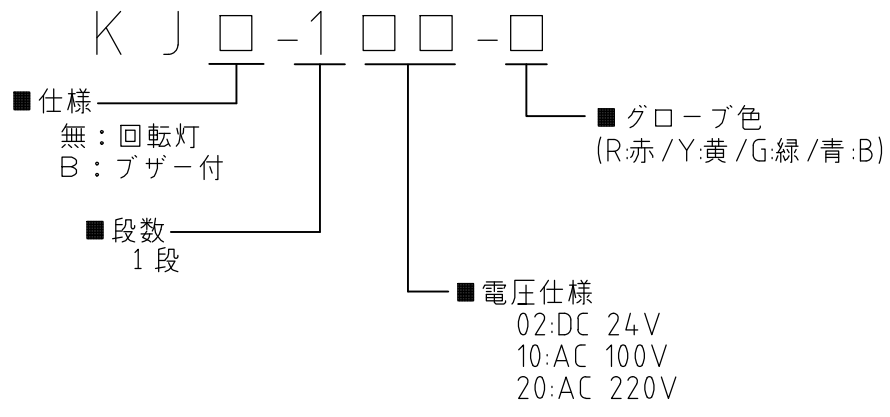 KJ□-1□□-□
■仕様
無：回転灯
B：ブザー付
■グローブ色
(R:赤/Y:黄/G:緑/青:B)
■段数
1段
■電圧仕様
02:DC 24V
10:AC 100V
20:AC 220V